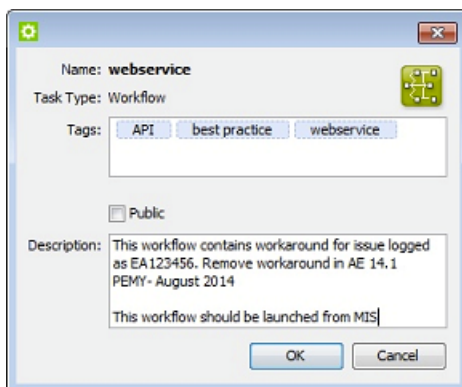 Name: webservice
Task Type: Workflow
Tags: API best practice webservice
Public
Description: This workflow contains workaround for issue logged
as EA123456. Remove workaround in AE 14.1
PEMY- August 2014
This workflow should be launched from MIS
OK Cancel